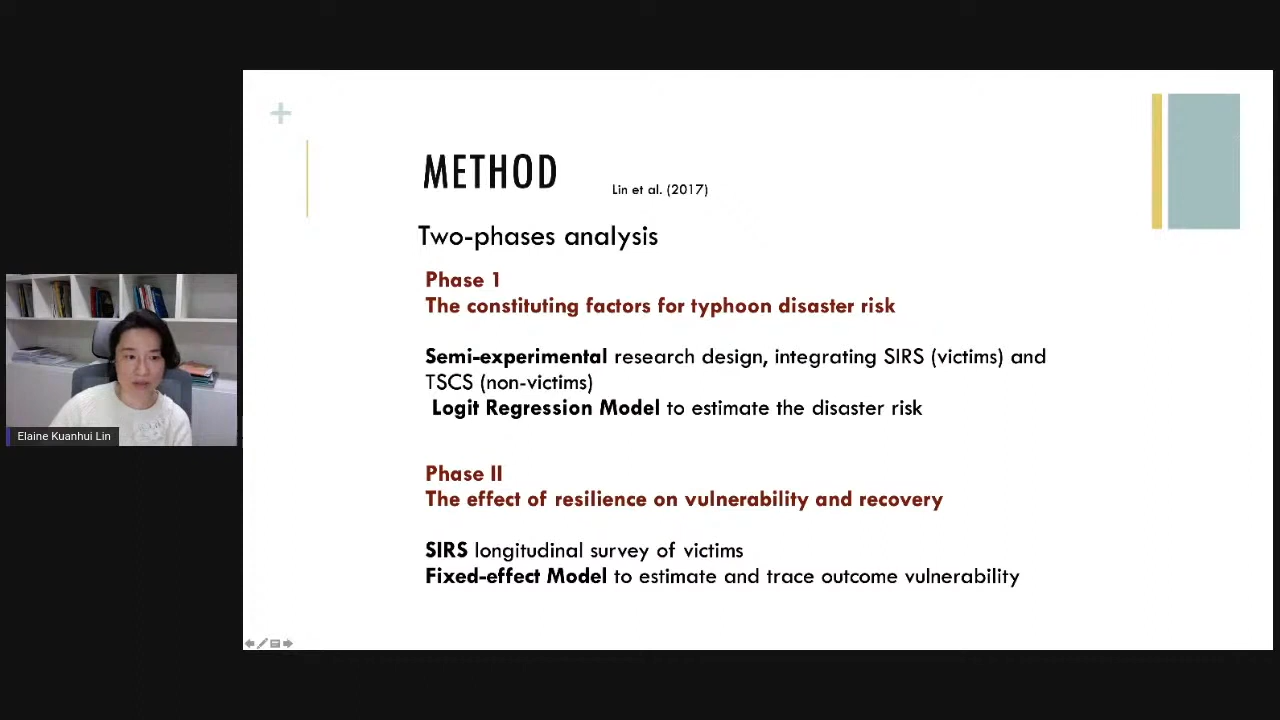 METHOD
Lin et al. (2017)
Two-phases analysis
Phase 1
The constituting factors for typhoon disaster risk
Semi-experimental research design, integrating SIRS (victims) and
TSCS (non-victims)
Logit Regression Model to estimate the disaster risk
Phase II
The effect of resilience on vulnerability and recovery
SIRS longitudinal survey of victims
Fixed-effect Model to estimate and trace outcome vulnerability
Elaine Kuanhui Lin